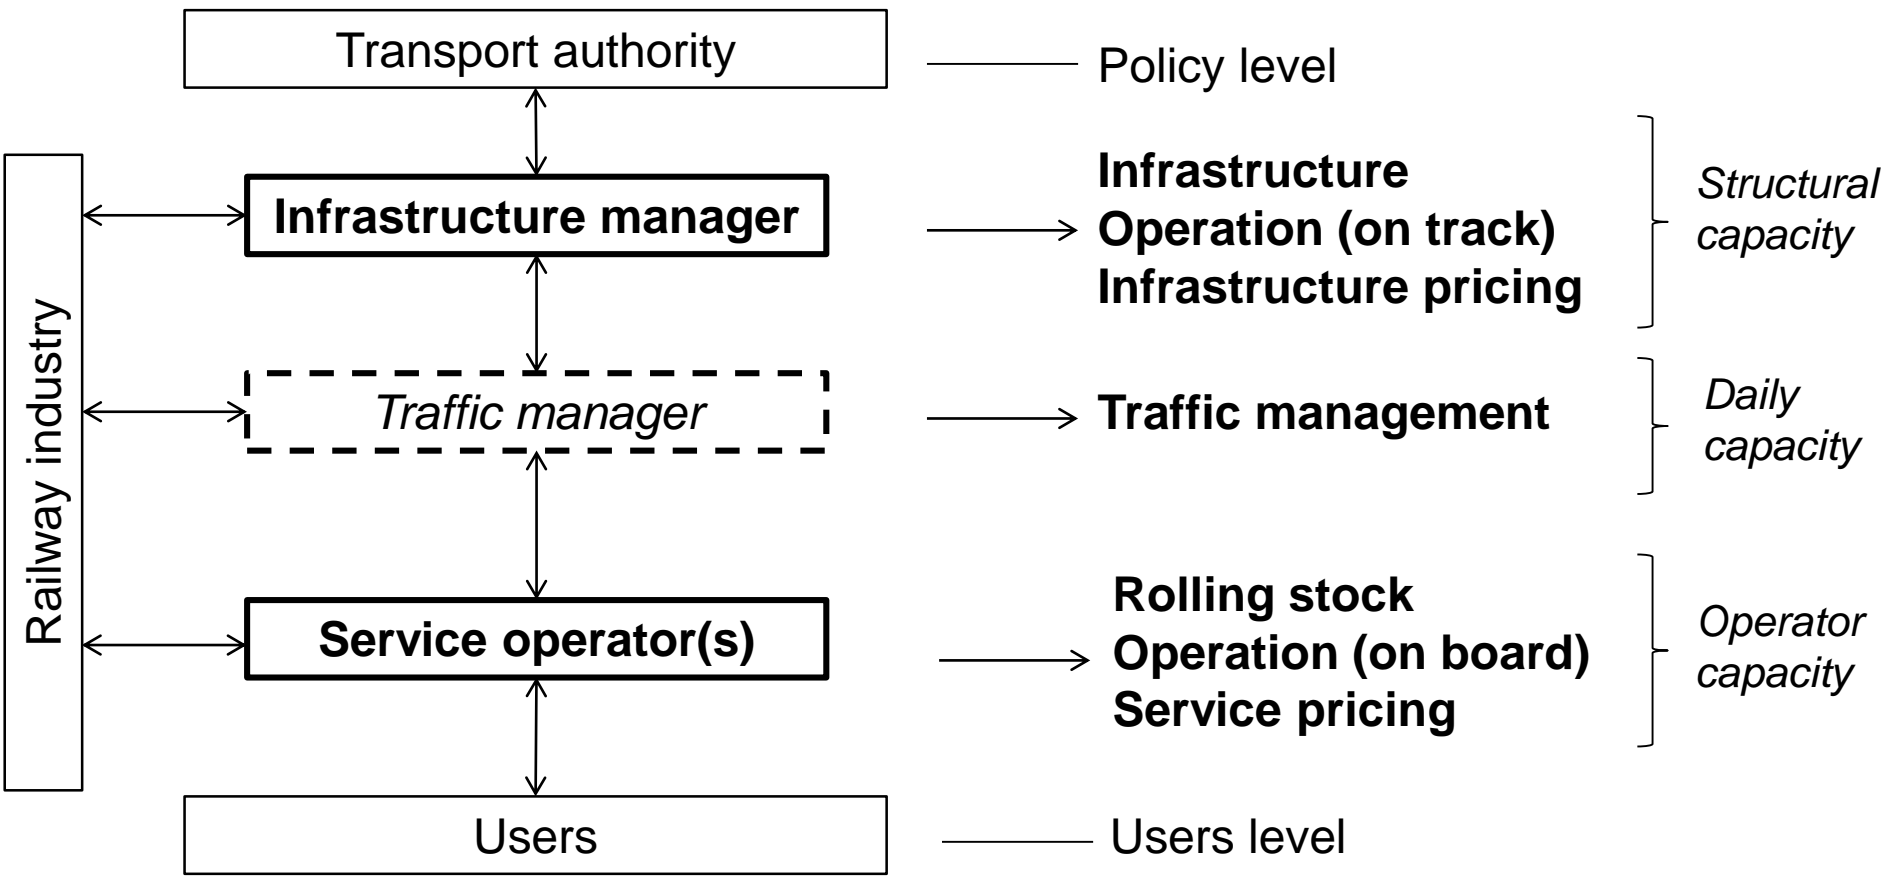 Transport authority
Policy level
Railway industry
Infrastructure manager
Infrastructure
Operation (on track)
Infrastructure pricing
Structural
capacity
Traffic manager
Traffic management
Daily
capacity
Service operator(s)
Rolling stock
Operation (on board)
Service pricing
Operator
capacity
Users
Users level